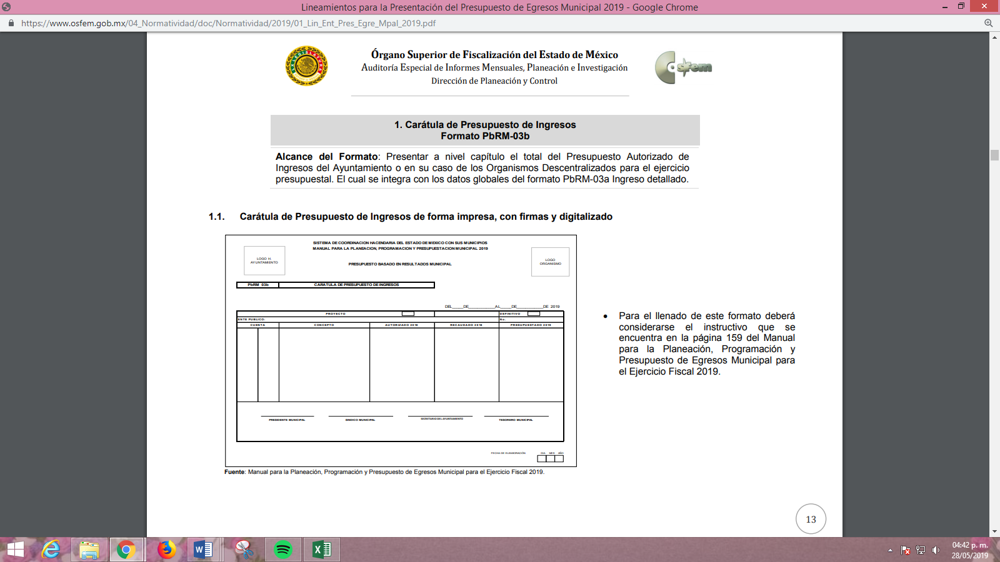 Lineamientos para la Presentación del Presupuesto de Egresos Municipal 2019 - Google Chrome
https://www.osfem.gob.mx/04_Normatividad/doc/Normatividad/2019/01_Lin_Ent_Pres_Egre_Mpal_2019.pdf
Órgano Superior de Fiscalización del Estado de México
Auditoría Especial de Informes Mensuales, Planeación e Investigación
Dirección de Planeación y Control
osfem
1. Carátula de Presupuesto de Ingresos
Formato PbRM-03b
Alcance del Formato: Presentar a nivel capítulo el total del Presupuesto Autorizado de
Ingresos del Ayuntamiento o en su caso de los Organismos Descentralizados para el ejercicio
presupuestal. El cual se integra con los datos globales del formato PbRM-03a Ingreso detallado.
1.1. Carátula de Presupuesto de Ingresos de forma impresa, con firmas y digitalizado
SISTEMA DE COORDINACION HACENDARIA DEL ESTADO DE MEXICO CON SUS MUNICIPIOS
MANUAL PARA LA PLANEACION, PROGRAMACION Y PRESUPUESTACION MUNICIPAL 2019
LOGO H.
AYUNTAMIENTO
LOGO
ORGANISMO
PRESUPUESTO BASADO EN RESULTADOS MUNICIPAL
PbRM 03b CARATULA DE PRESUPUESTO DE INGRESOS
DEL_____DE____________AL_____DE____________DE 2019
PROYECTO DEFINITIVO
ENTE PUBLICO: No.
CUENTA CONCEPTO AUTORIZADO 2018 RECAUDADO 2018 PRESUPUESTADO 2019
PRESIDENTE MUNICIPAL SINDICO MUNICIPAL SECRETARIO DEL AYUNTAMIENTO TESORERO MUNICIPAL
FECHA DE ELABORACIÓN DIA MES AÑO
Fuente: Manual para la Planeación, Programación y Presupuesto de Egresos Municipal para el Ejercicio Fiscal 2019.
• Para el llenado de este formato deberá
considerarse el instructivo que se
encuentra en la página 159 del Manual
para la Planeación, Programación y
Presupuesto de Egresos Municipal para
el Ejercicio Fiscal 2019.
13
04:42 p. m.
28/05/2019